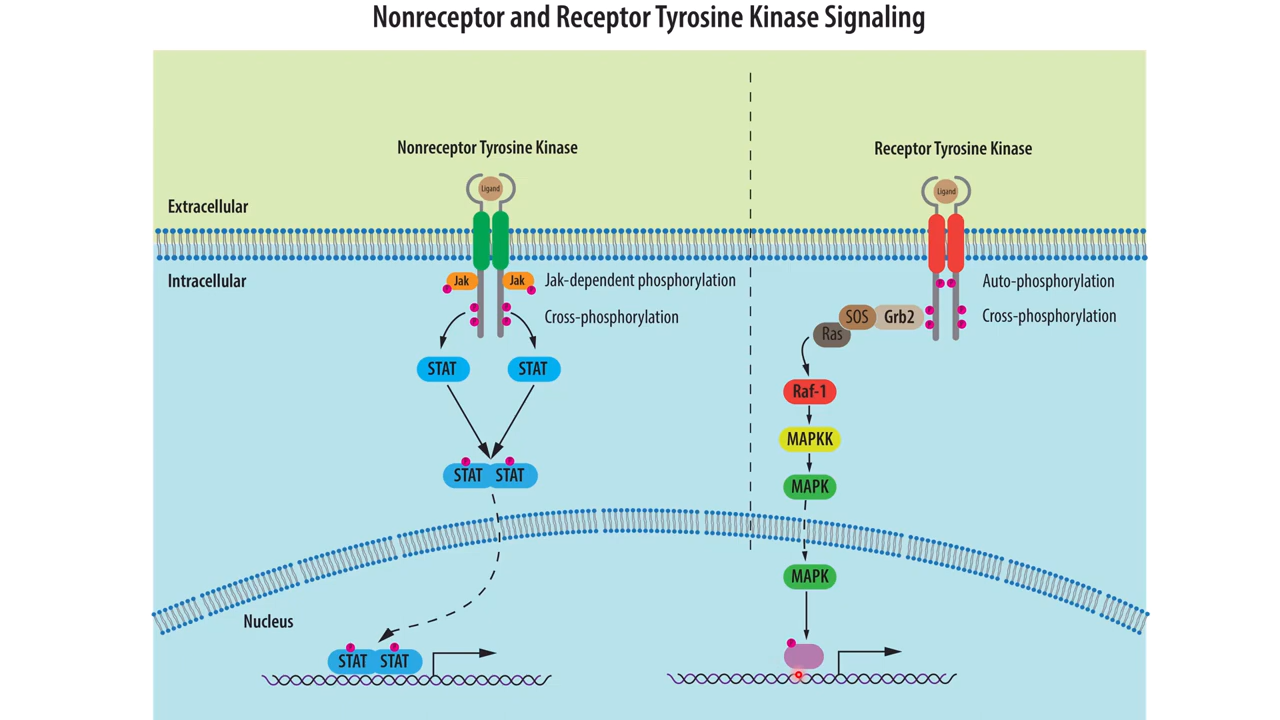 Nonreceptor and Receptor Tyrosine Kinase Signaling
Nonreceptor Tyrosine Kinase
Receptor Tyrosine Kinase
Ligand
Ligand
Extracellular
Intracellular
Jak
Jak
Jak-dependent phosphorylation
Auto-phosphorylation
Cross-phosphorylation
Cross-phosphorylation
SOS
Grb2
Ras
STAT
STAT
Raf-1
MAPKK
STAT
STAT
MAPK
MAPK
Nucleus
STAT
STAT